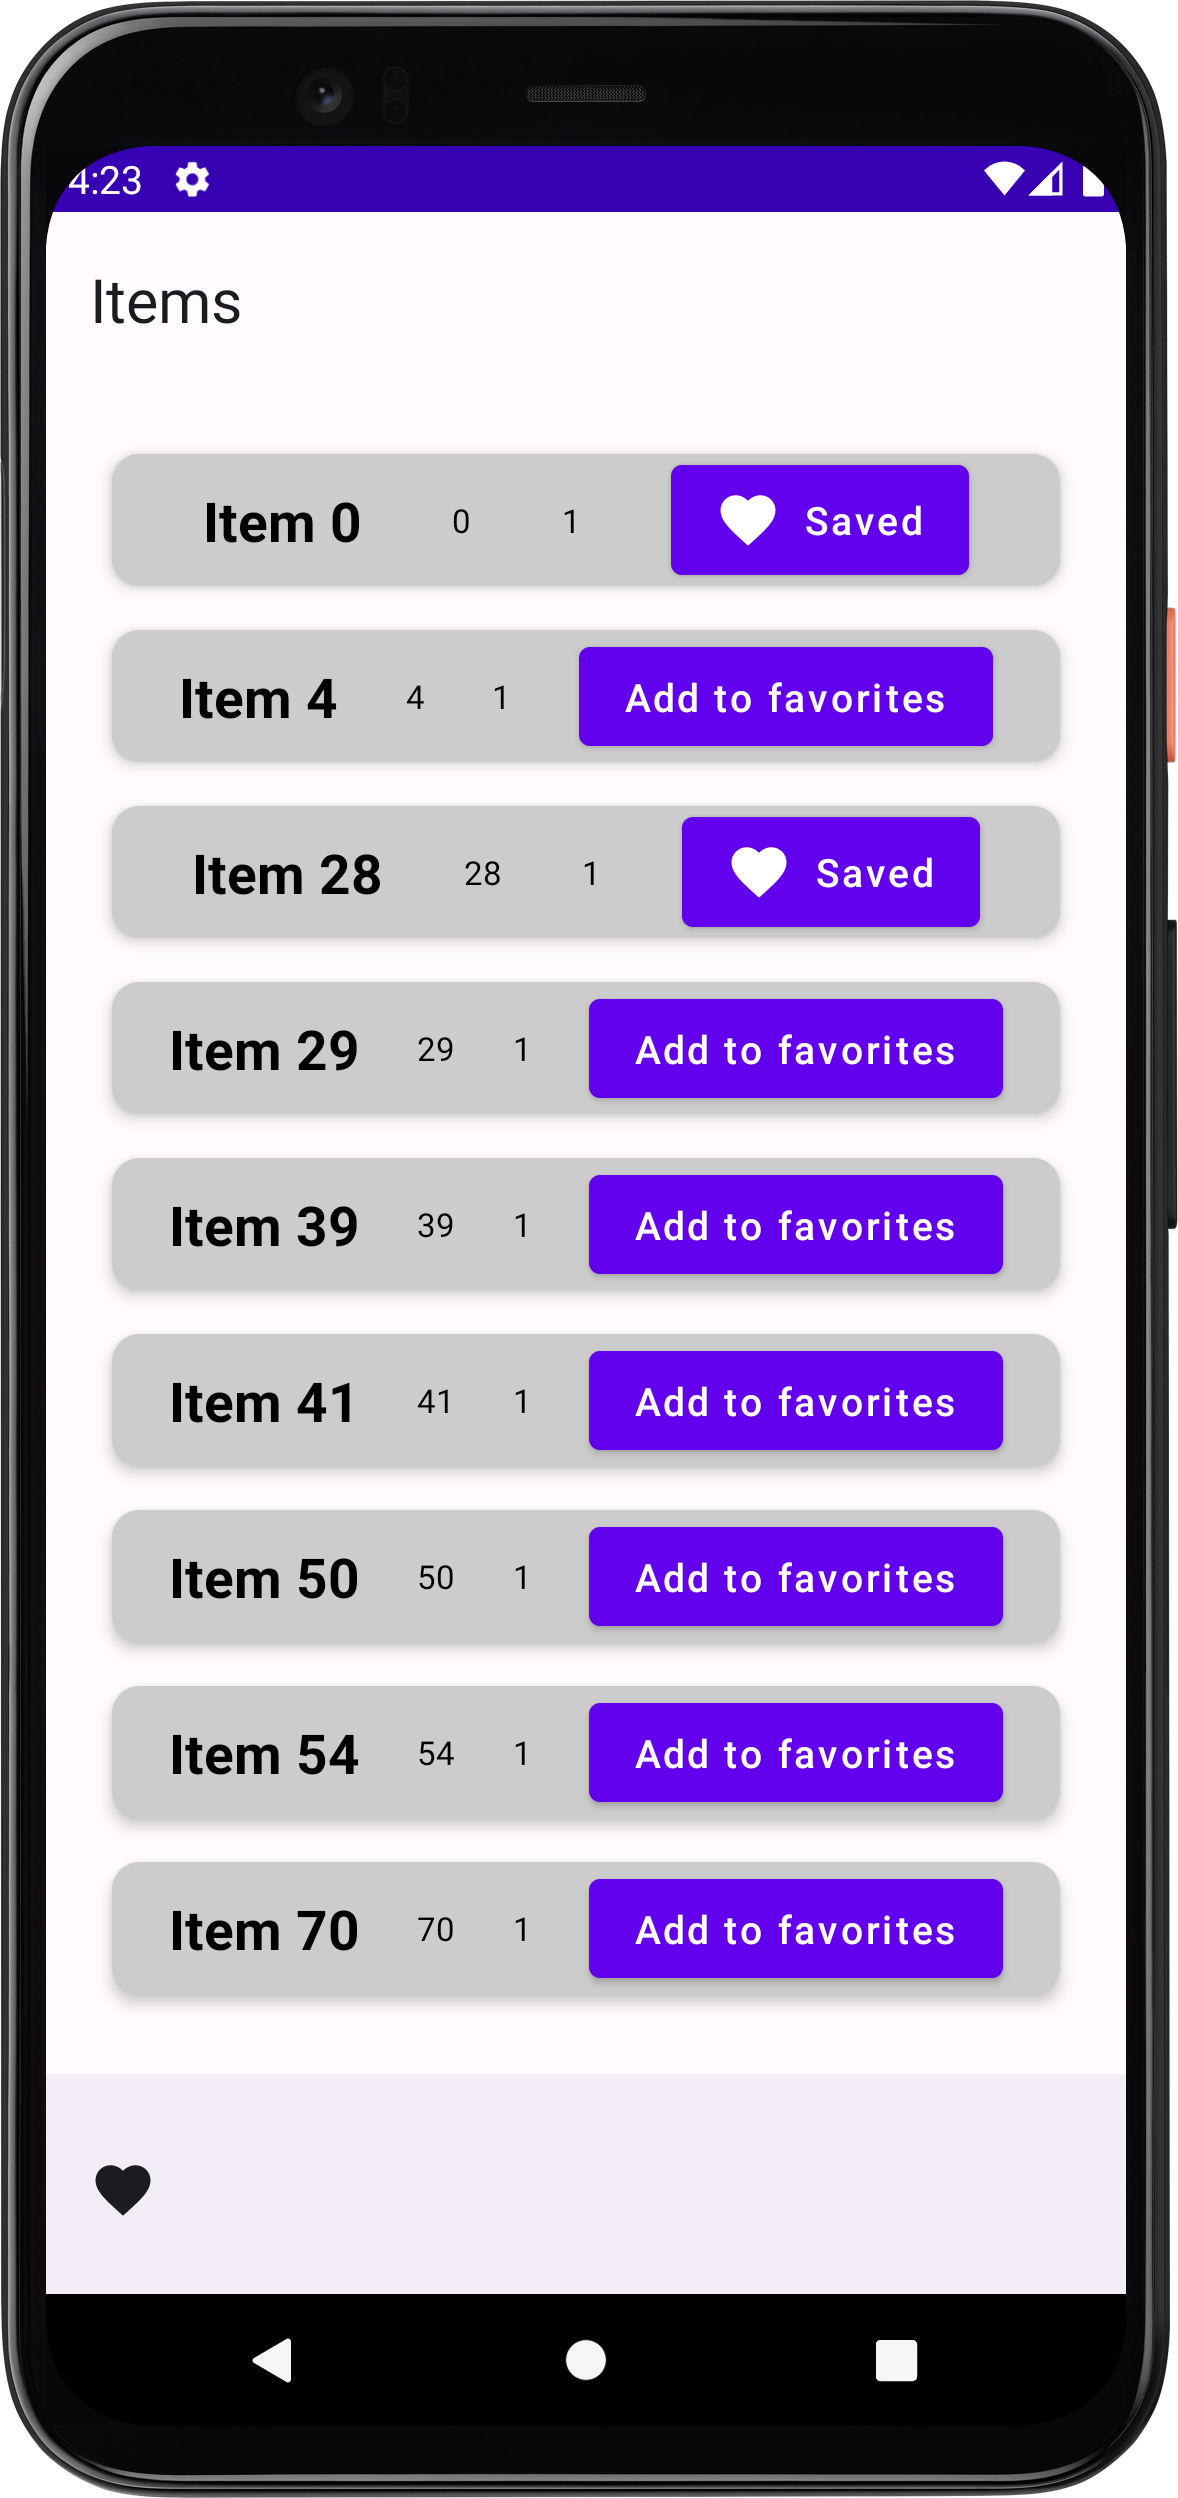 4:23
Items
Item 0 0 1 Saved
Item 4 4 1 Add to favorites
Item 28 28 1 Saved
Item 29 29 1 Add to favorites
Item 39 39 1 Add to favorites
Item 41 41 1 Add to favorites
Item 50 50 1 Add to favorites
Item 54 54 1 Add to favorites
Item 70 70 1 Add to favorites